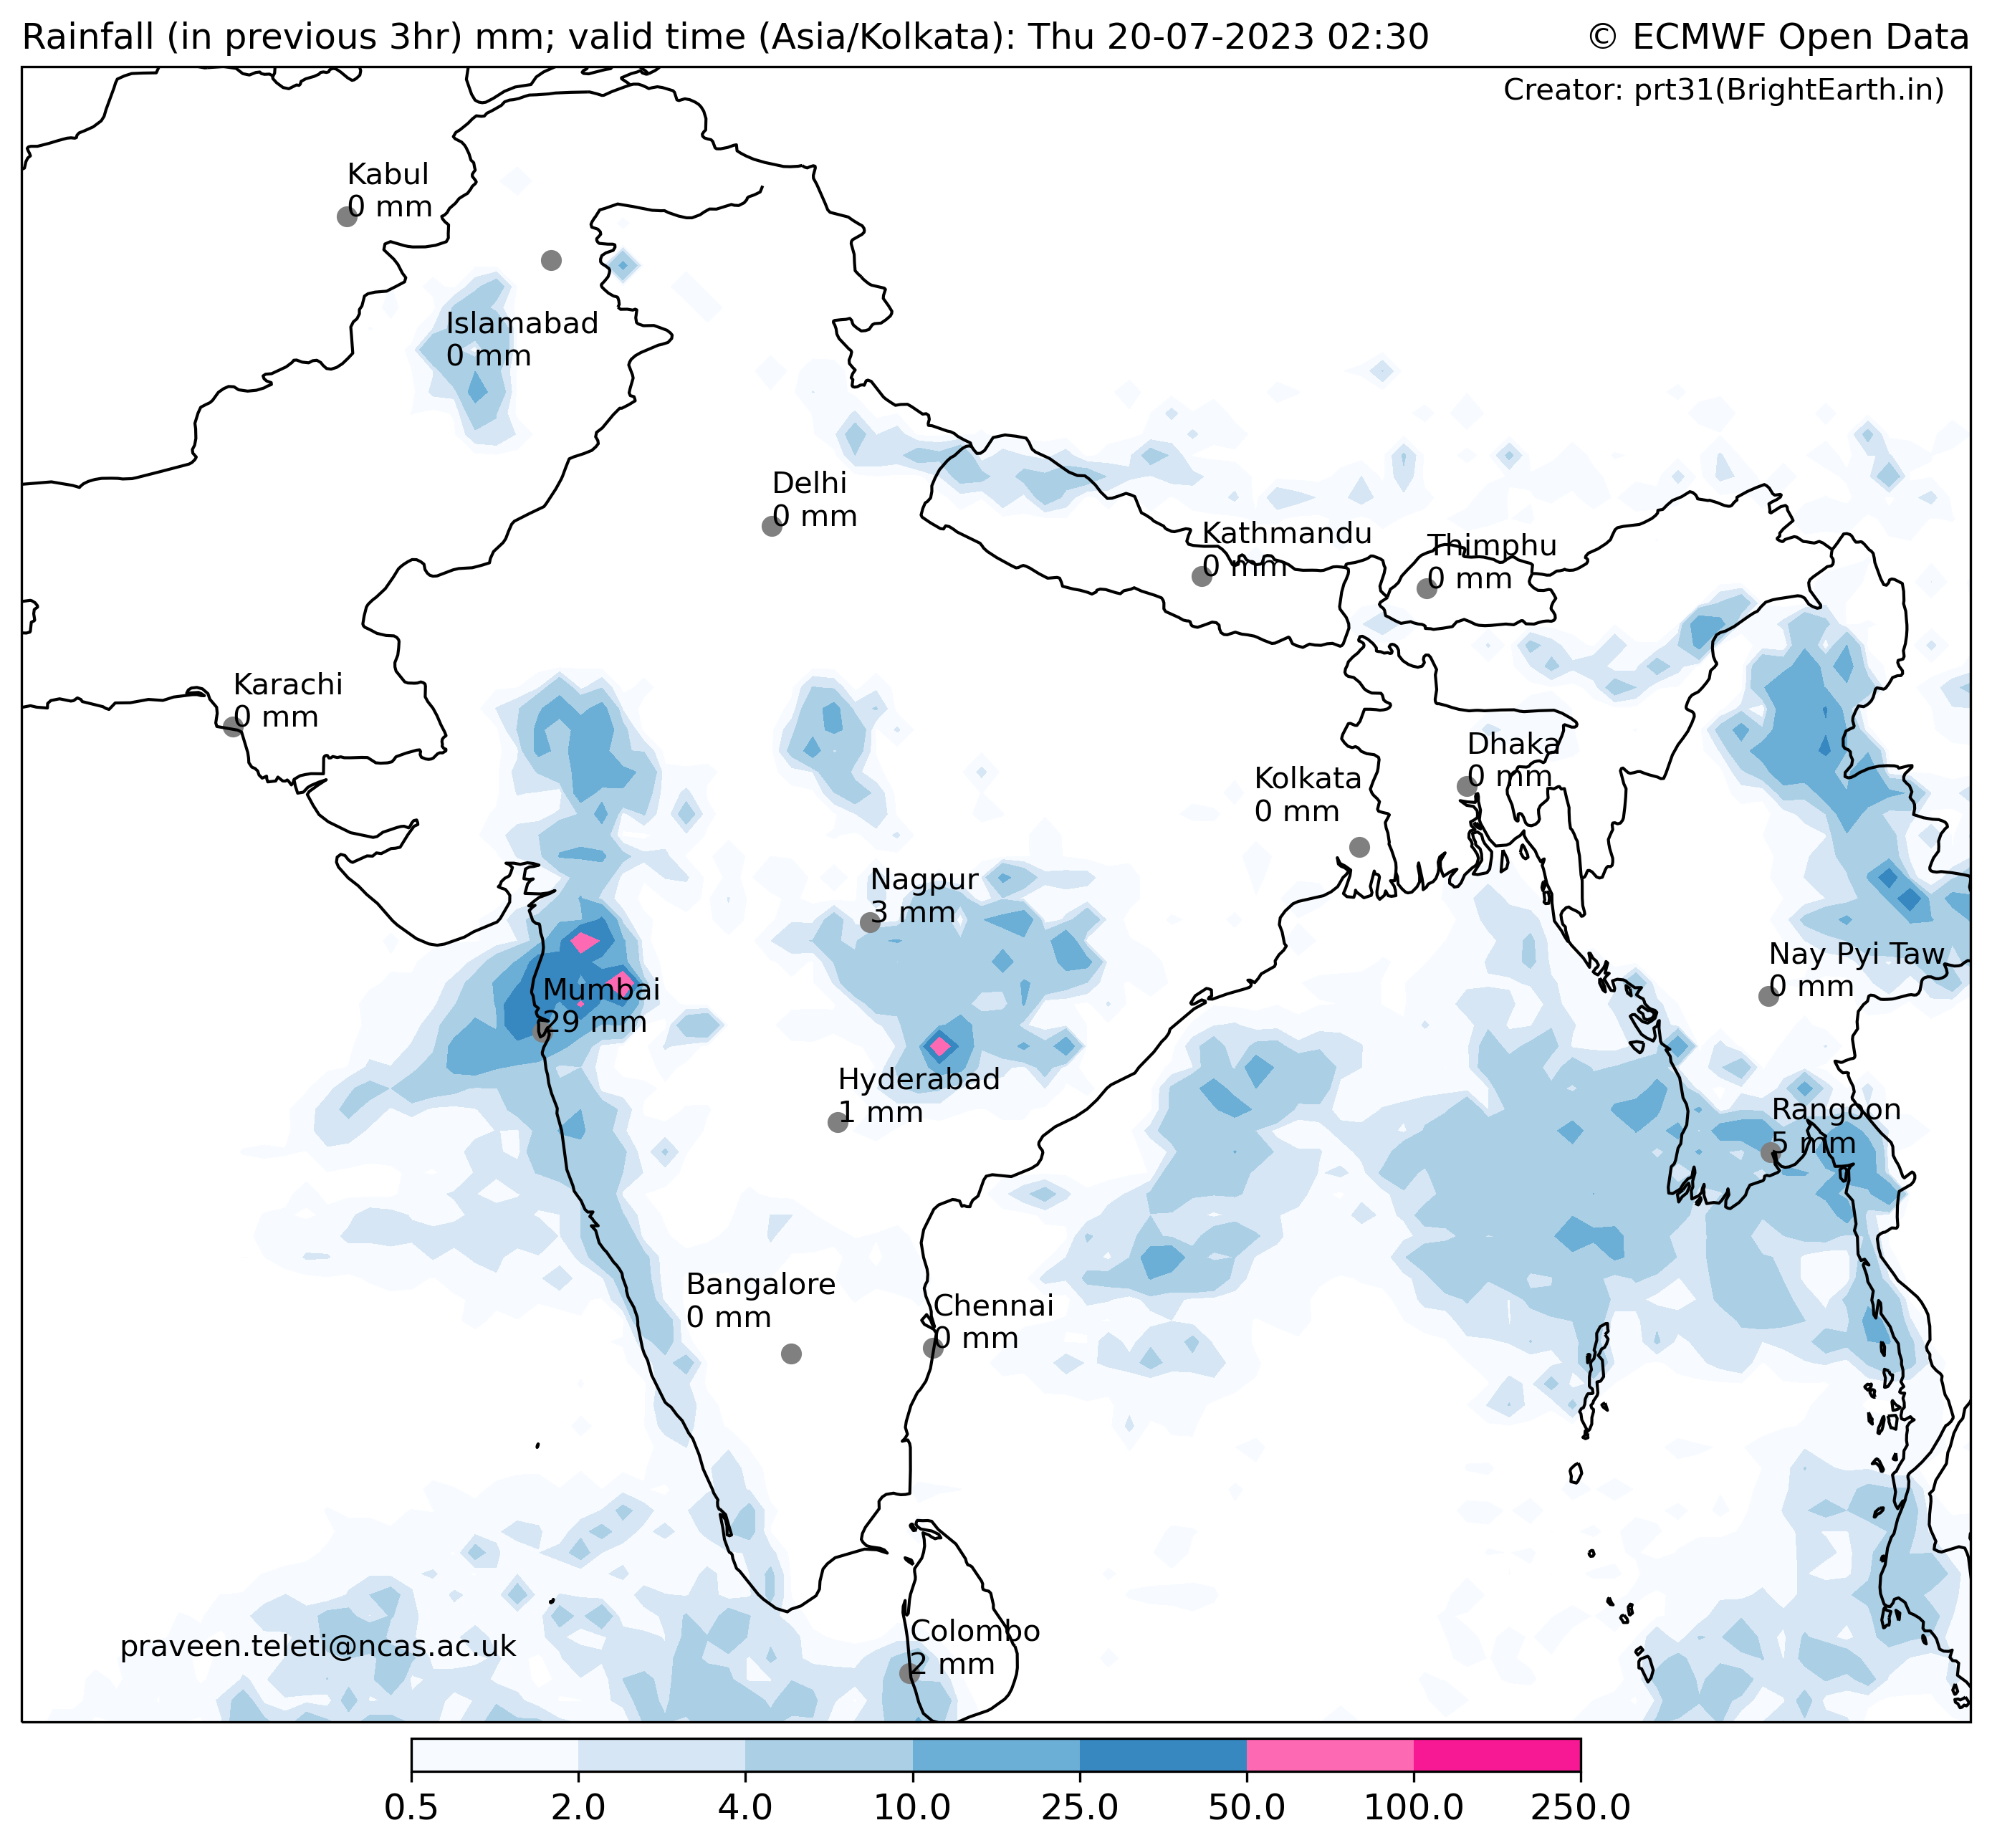 Rainfall (in previous 3hr) mm; valid time (Asia/Kolkata): Thu 20-07-2023 02:30
© ECMWF Open Data
Creator: prt31(BrightEarth.in)
Kabul
0 mm
Islamabad
0 mm
Delhi
0 mm
Kathmandu
0 mm
Thimphu
0 mm
Karachi
0 mm
Dhaka
0 mm
Kolkata
0 mm
Nagpur
3 mm
Nay Pyi Taw
0 mm
Mumbai
29 mm
Hyderabad
1 mm
Rangoon
5 mm
Bangalore
0 mm
Chennai
0 mm
Colombo
2 mm
praveen.teleti@ncas.ac.uk
0.5 2.0 4.0 10.0 25.0 50.0 100.0 250.0